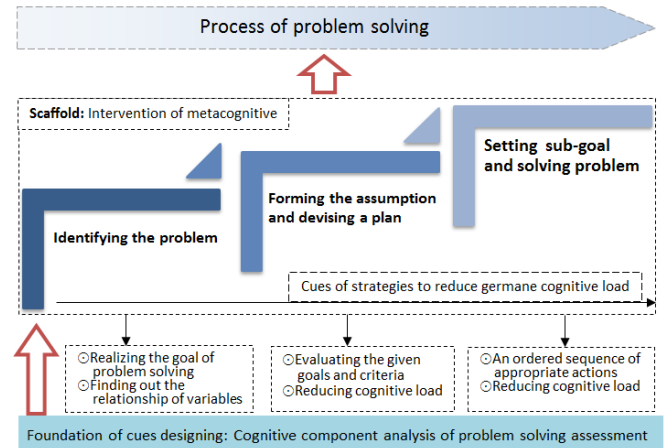 Process of problem solving
Scaffold: Intervention of metacognitive
Setting sub-goal
and solving problem
Forming the assumption
and devising a plan
Identifying the problem
Cues of strategies to reduce germane cognitive load
⊙Realizing the goal of
problem solving
⊙Finding out the
relationship of variables
⊙Evaluating the given
goals and criteria
⊙Reducing cognitive load
⊙An ordered sequence of
appropriate actions
⊙Reducing cognitive load
Foundation of cues designing: Cognitive component analysis of problem solving assessment